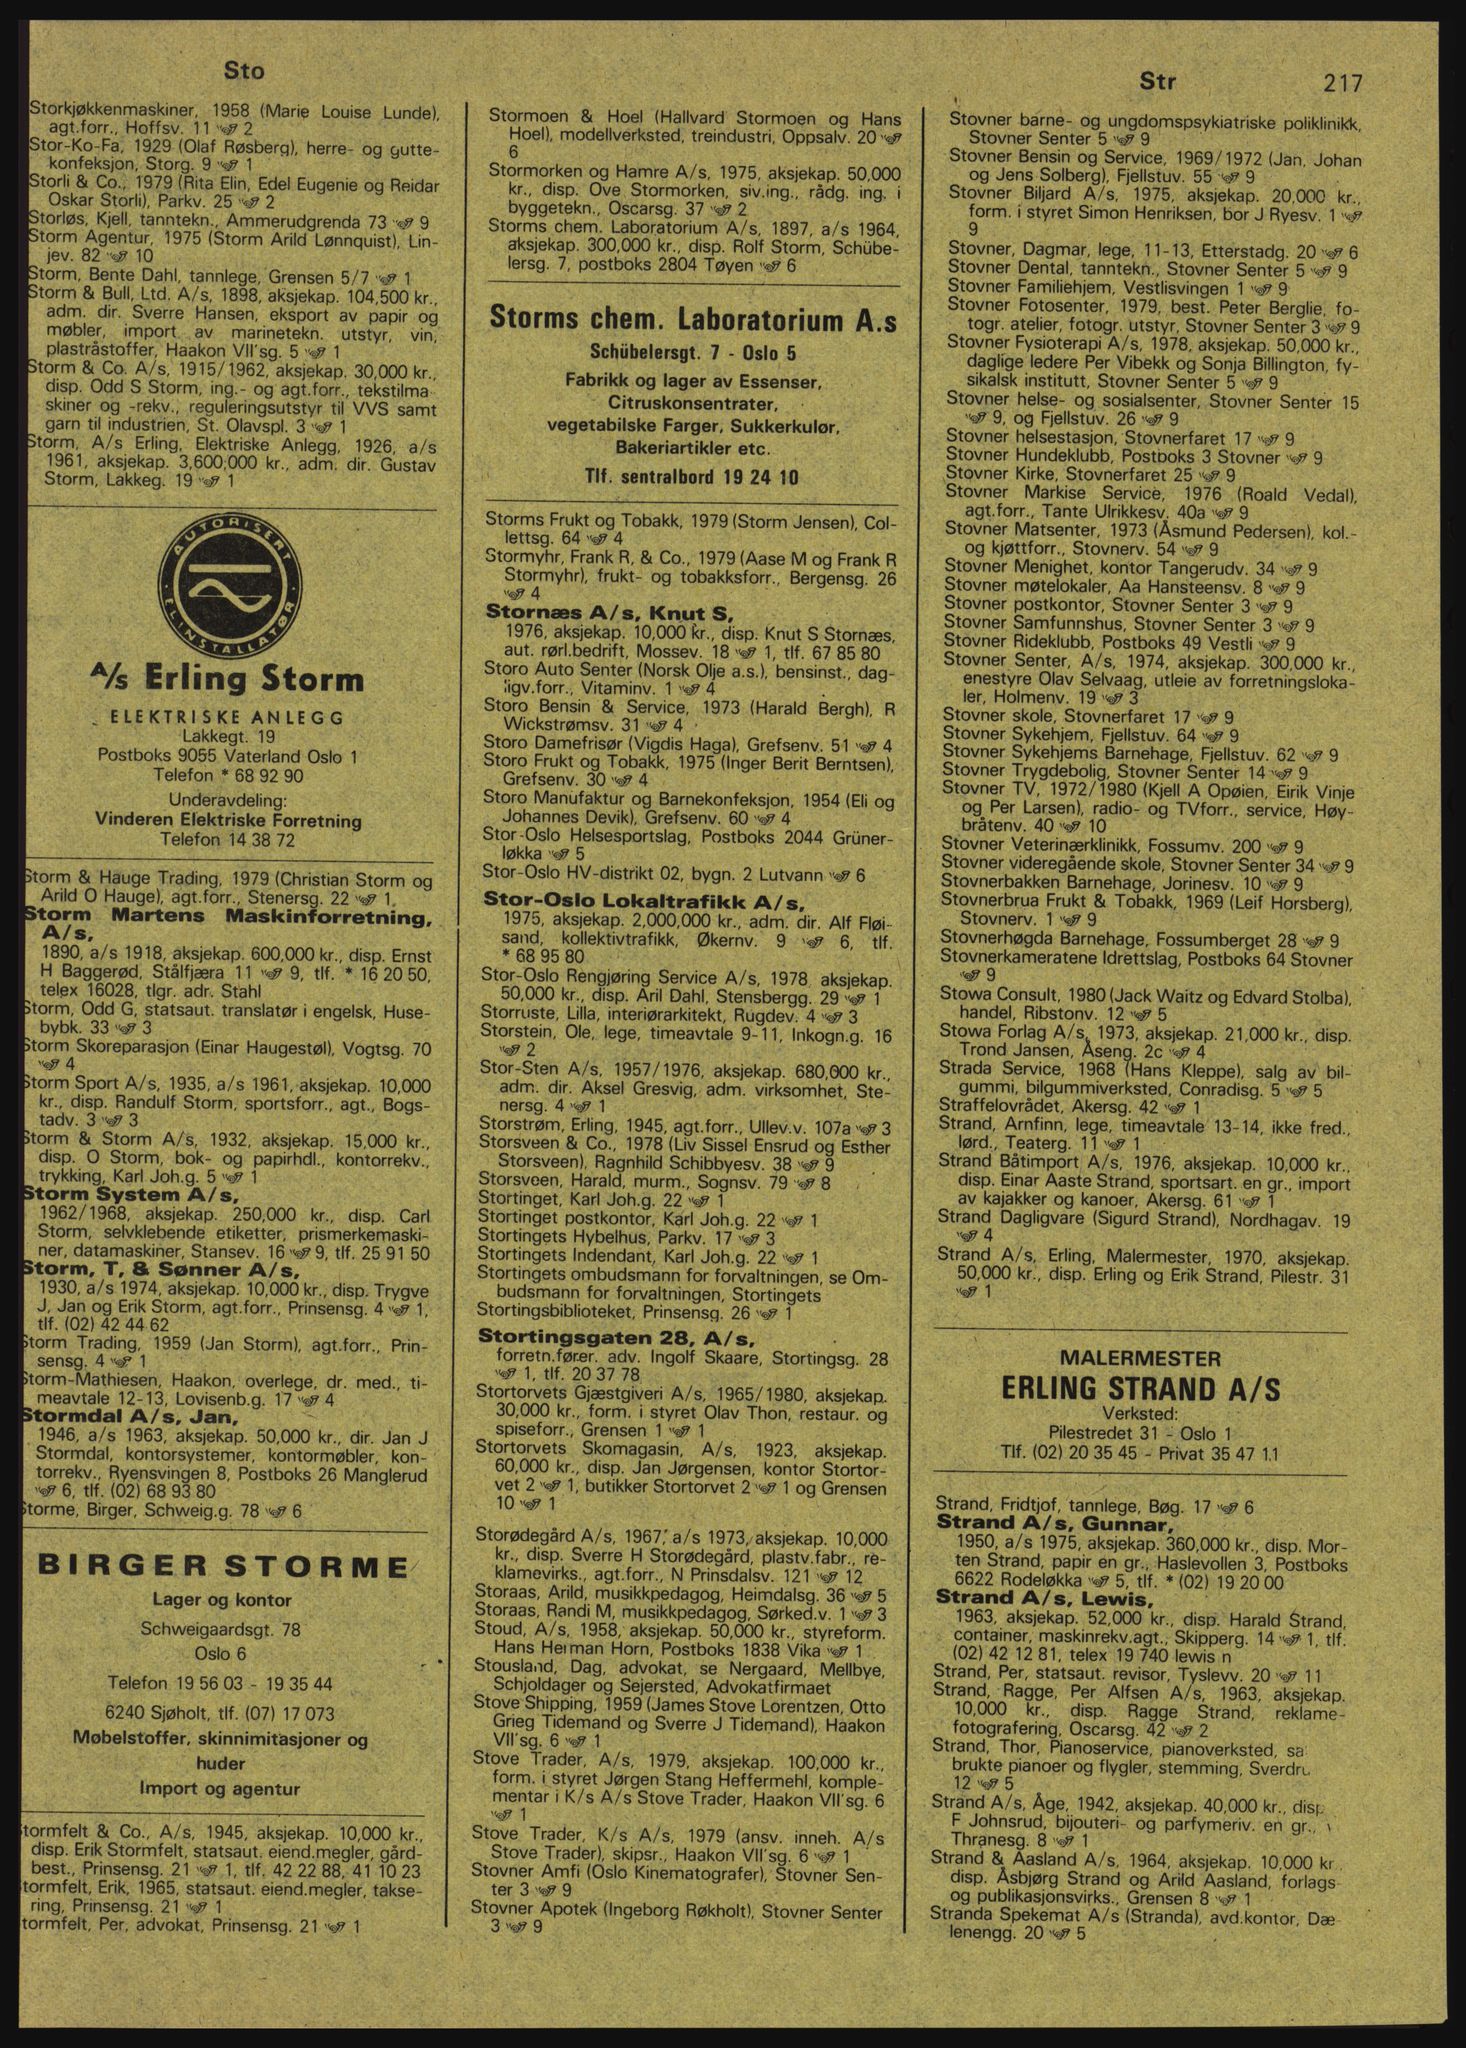 Sto
Storkjøkkenmaskiner, 1958 (Marie Louise Lunde),
agt.forr., Hoffsv. 11 2
Stor-Ko-Fa, 1929 (Olaf Røsberg), herre- og gutte-
konfeksjon, Storg. 9 1
Storli & Co., 1979 (Rita Elin, Edel Eugenie og Reidar
Oskar Storli), Parkv. 25 2
Storløs, Kjell, tanntekn., Ammerudgrenda 73 9
Storm Agentur, 1975 (Storm Arild Lønnquist), Lin-
jev. 82 10
Storm, Bente Dahl, tannlege, Grensen 5/7 1
Storm & Bull, Ltd. A/s, 1898, aksjekap. 104,500 kr.,
adm. dir. Sverre Hansen, eksport av papir og
møbler, import av marinetekn. utstyr, vin,
plastråstoffer, Haakon VII'sg. 5 1
Storm & Co. A/s, 1915/1962, aksjekap. 30,000 kr.,
disp. Odd S Storm, ing.- og agt.forr., tekstilma
skiner og -rekv., reguleringsutstyr til VVS samt
garn til industrien, St. Olavspl. 3 1
Storm, A/s Erling, Elektriske Anlegg, 1926, a/s
1961, aksjekap. 3,600,000 kr., adm. dir. Gustav
Storm, Lakkeg. 19 1
AUTORISERT
ELINSTALLATØR
A/s Erling Storm
ELEKTRISKE ANLEGG
Lakkegt. 19
Postboks 9055 Vaterland Oslo 1
Telefon * 68 92 90
Underavdeling:
Vinderen Elektriske Forretning
Telefon 14 38 72
Storm & Hauge Trading, 1979 (Christian Storm og
Arild O Hauge), agt.forr., Stenersg. 22 1
Storm Martens Maskinforretning,
A/s,
1890, a/s 1918, aksjekap. 600,000 kr., disp. Ernst
H Baggerød, Stålfjæra 11 9, tlf. * 16 20 50,
telex 16028, tlgr. adr. Stahl
Storm, Odd G, statsaut. translatør i engelsk, Huse-
bybk. 33 3
Storm Skoreparasjon (Einar Haugestøl), Vogtsg. 70
4
Storm Sport A/s, 1935, a/s 1961, aksjekap. 10,000
kr., disp. Randulf Storm, sportsforr., agt., Bogs-
tadv. 3 3
Storm & Storm A/s, 1932, aksjekap. 15,000 kr.,
disp. O Storm, bok- og papirhdl., kontorrekv.,
trykking, Karl Joh.g. 5 1
Storm System A/s,
1962/1968, aksjekap. 250,000 kr., disp. Carl
Storm, selvklebende etiketter, prismerkemaski-
ner, datamaskiner, Stansev. 16 9, tlf. 25 91 50
Storm, T, & Sønner A/s,
1930, a/s 1974, aksjekap. 10,000 kr., disp. Trygve
J, Jan og Erik Storm, agt.forr., Prinsensg. 4 1,
tlf. (02) 42 44 62
Storm Trading, 1959 (Jan Storm), agt.forr., Prin-
sensg. 4 1
Storm-Mathiesen, Haakon, overlege, dr. med., ti-
meavtale 12-13, Lovisenb.g. 17 4
Stormdal A/s, Jan,
1946, a/s 1963, aksjekap. 50,000 kr., dir. Jan J
Stormdal, kontorsystemer, kontormøbler, kon-
torrekv., Ryensvingen 8, Postboks 26 Manglerud
6, tlf. (02) 68 93 80
Storme, Birger, Schweig.g. 78 6
BIRGER STORME
Lager og kontor
Schweigaardsgt. 78
Oslo 6
Telefon 19 56 03 - 19 35 44
6240 Sjøholt, tlf. (07) 17 073
Møbelstoffer, skinnimitasjoner og
huder
Import og agentur
tormfelt & Co., A/s, 1945, aksjekap. 10,000 kr.,
disp. Erik Stormfelt, statsaut. eiend.megler, gård-
best., Prinsensg. 21 1, tlf. 42 22 88, 41 10 23
tormfelt, Erik, 1965, statsaut. eiend.megler, takse-
ring, Prinsensg. 21 1
tormfelt, Per, advokat, Prinsensg. 21 1
Stormoen & Hoel (Hallvard Stormoen og Hans
Hoel), modellverksted, treindustri, Oppsalv. 20
6
Stormorken og Hamre A/s, 1975, aksjekap. 50,000
kr., disp. Ove Stormorken, siv.ing., rådg. ing. i
byggetekn., Oscarsg. 37 2
Storms chem. Laboratorium A/s, 1897, a/s 1964,
aksjekap. 300,000 kr., disp. Rolf Storm, Schübe-
lersg. 7, postboks 2804 Tøyen 6
Storms chem. Laboratorium A.s
Schübelersgt. 7 - Oslo 5
Fabrikk og lager av Essenser,
Citruskonsentrater,
vegetabilske Farger, Sukkerkulør,
Bakeriartikler etc.
Tlf. sentralbord 19 24 10
Storms Frukt og Tobakk, 1979 (Storm Jensen), Col-
lettsg. 64 4
Stormyhr, Frank R, & Co., 1979 (Aase M og Frank R
Stormyhr), frukt- og tobakksforr., Bergensg. 26
4
Stornæs A/s, Knut S,
1976, aksjekap. 10,000 kr., disp. Knut S Stornæs,
aut. rørl.bedrift, Mossev. 18 1, tlf. 67 85 80
Storo Auto Senter (Norsk Olje a.s.), bensinst., dag-
ligv.forr., Vitaminv. 1 4
Storo Bensin & Service, 1973 (Harald Bergh), R
Wickstrømsv. 31 4
Storo Damefrisør (Vigdis Haga), Grefsenv. 51 4
Storo Frukt og Tobakk, 1975 (Inger Berit Berntsen),
Grefsenv. 30 4
Storo Manufaktur og Barnekonfeksjon, 1954 (Eli og
Johannes Devik), Grefsenv. 60 4
Stor-Oslo Helsesportslag, Postboks 2044 Grüner-
løkka 5
Stor-Oslo HV-distrikt 02, bygn. 2 Lutvann 6
Stor-Oslo Lokaltrafikk A/s,
1975, aksjekap. 2,000,000 kr., adm. dir. Alf Fløi-
sand, kollektivtrafikk, Økernv. 9 6, tlf.
* 68 95 80
Stor-Oslo Rengjøring Service A/s, 1978, aksjekap.
50,000 kr., disp. Aril Dahl, Stensbergg. 29 1
Storruste, Lilla, interiørarkitekt, Rugdev. 4 3
Storstein, Ole, lege, timeavtale 9-11, Inkogn.g. 16
2
Stor-Sten A/s, 1957/1976, aksjekap. 680,000 kr.,
adm. dir. Aksel Gresvig, adm. virksomhet, Ste-
nersg. 4 1
Storstrøm, Erling, 1945, agt.forr., Ullev.v. 107a 3
Storsveen & Co., 1978 (Liv Sissel Ensrud og Esther
Storsveen), Ragnhild Schibbyesv. 38 9
Storsveen, Harald, murm., Sognsv. 79 8
Stortinget, Karl Joh.g. 22 1
Stortinget postkontor, Karl Joh.g. 22 1
Stortingets Hybelhus, Parkv. 17 3
Stortingets Indendant, Karl Joh.g. 22 1
Stortingets ombudsmann for forvaltningen, se Om-
budsmann for forvaltningen, Stortingets
Stortingsbiblioteket, Prinsensg. 26 1
Stortingsgaten 28, A/s,
forretn.fører. adv. Ingolf Skaare, Stortingsg. 28
1, tlf. 20 37 78
Stortorvets Gjæstgiveri A/s, 1965/1980, aksjekap.
30,000 kr., form. i styret Olav Thon, restaur. og
spiseforr., Grensen 1 1
Stortorvets Skomagasin, A/s, 1923, aksjekap.
60,000 kr., disp. Jan Jørgensen, kontor Stortor-
vet 2 1, butikker Stortorvet 2 1 og Grensen
10 1
Storødegård A/s, 1967, a/s 1973, aksjekap. 10,000
kr., disp. Sverre H Storødegård, plastv.fabr., re-
klamevirks., agt.forr., N Prinsdalsv. 121 12
Storaas, Arild, musikkpedagog, Heimdalsg. 36 5
Storaas, Randi M, musikkpedagog, Sørked.v. 1 3
Stoud, A/s, 1958, aksjekap. 50,000 kr., styreform.
Hans Herman Horn, Postboks 1838 Vika 1
Stousland, Dag, advokat, se Nergaard, Mellbye,
Schjoldager og Sejersted, Advokatfirmaet
Stove Shipping, 1959 (James Stove Lorentzen, Otto
Grieg Tidemand og Sverre J Tidemand), Haakon
VII'sg. 6 1
Stove Trader, A/s, 1979, aksjekap. 100,000 kr.,
form. i styret Jørgen Stang Heffermehl, komple-
mentar i K/s A/s Stove Trader, Haakon VII'sg. 6
1
Stove Trader, K/s A/s, 1979 (ansv. inneh. A/s
Stove Trader), skipsr., Haakon VII'sg. 6 1
Stovner Amfi (Oslo Kinematografer), Stovner Sen-
ter 3 9
Stovner Apotek (Ingeborg Røkholt), Stovner Senter
3 9
Str 217
Stovner barne- og ungdomspsykiatriske poliklinikk,
Stovner Senter 5 9
Stovner Bensin og Service, 1969/1972 (Jan, Johan
og Jens Solberg), Fjellstuv. 55 9
Stovner Biljard A/s, 1975, aksjekap. 20,000 kr.,
form. i styret Simon Henriksen, bor J Ryesv. 1
9
Stovner, Dagmar, lege, 11-13, Etterstadg. 20 6
Stovner Dental, tanntekn., Stovner Senter 5 9
Stovner Familiehjem, Vestlisvingen 1 9
Stovner Fotosenter, 1979, best. Peter Berglie, fo-
togr. atelier, fotogr. utstyr, Stovner Senter 3 9
Stovner Fysioterapi A/s, 1978, aksjekap. 50,000 kr.,
daglige ledere Per Vibekk og Sonja Billington, fy-
sikalsk institutt, Stovner Senter 5 9
Stovner helse- og sosialsenter, Stovner Senter 15
9, og Fjellstuv. 26 9
Stovner helsestasjon, Stovnerfaret 17 9
Stovner Hundeklubb, Postboks 3 Stovner 9
Stovner Kirke, Stovnerfaret 25 9
Stovner Markise Service, 1976 (Roald Vedal),
agt.forr., Tante Ulrikkesv. 40a 9
Stovner Matsenter, 1973 (Åsmund Pedersen), kol.-
og kjøttforr., Stovnerv. 54 9
Stovner Menighet, kontor Tangerudv. 34 9
Stovner møtelokaler, Aa Hansteensv. 8 9
Stovner postkontor, Stovner Senter 3 9
Stovner Samfunnshus, Stovner Senter 3 9
Stovner Rideklubb, Postboks 49 Vestli 9
Stovner Senter, A/s, 1974, aksjekap. 300,000 kr.,
enestyre Olav Selvaag, utleie av forretningsloka-
ler, Holmenv. 19 3
Stovner skole, Stovnerfaret 17 9
Stovner Sykehjem, Fjellstuv. 64 9
Stovner Sykehjems Barnehage, Fjellstuv. 62 9
Stovner Trygdebolig, Stovner Senter 14 9
Stovner TV, 1972/1980 (Kjell A Opøien, Eirik Vinje
og Per Larsen), radio- og TVforr., service, Høy-
bråtenv. 40 10
Stovner Veterinærklinikk, Fossumv. 200 9
Stovner videregående skole, Stovner Senter 34 9
Stovnerbakken Barnehage, Jorinesv. 10 9
Stovnerbrua Frukt & Tobakk, 1969 (Leif Horsberg),
Stovnerv. 1 9
Stovnerhøgda Barnehage, Fossumberget 28 9
Stovnerkameratene Idrettslag, Postboks 64 Stovner
9
Stowa Consult, 1980 (Jack Waitz og Edvard Stolba),
handel, Ribstonv. 12 5
Stowa Forlag A/s, 1973, aksjekap. 21,000 kr., disp.
Trond Jansen, Åseng. 2c 4
Strada Service, 1968 (Hans Kleppe), salg av bil-
gummi, bilgummiverksted, Conradisg. 5 5
Straffelovrådet, Akersg. 42 1
Strand, Arnfinn, lege, timeavtale 13-14, ikke fred.,
lørd., Teaterg. 11 1
Strand Båtimport A/s, 1976, aksjekap. 10,000 kr.,
disp. Einar Aaste Strand, sportsart. en gr., import
av kajakker og kanoer, Akersg. 61 1
Strand Dagligvare (Sigurd Strand), Nordhagav. 19
4
Strand A/s, Erling, Malermester, 1970, aksjekap.
50,000 kr., disp. Erling og Erik Strand, Pilestr. 31
1
MALERMESTER
ERLING STRAND A/S
Verksted:
Pilestredet 31 - Oslo 1
Tlf. (02) 20 35 45 - Privat 35 47 11
Strand, Fridtjof, tannlege, Bøg. 17 6
Strand A/s, Gunnar,
1950, a/s 1975, aksjekap. 360,000 kr., disp. Mor-
ten Strand, papir en gr., Haslevollen 3, Postboks
6622 Rodeløkka 5, tlf. * (02) 19 20 00
Strand A/s, Lewis,
1963, aksjekap. 52,000 kr., disp. Harald Strand,
container, maskinrekv.agt., Skipperg. 14 1, tlf.
(02) 42 12 81, telex 19 740 lewis n
Strand, Per, statsaut. revisor, Tyslevv. 20 11
Strand, Ragge, Per Alfsen A/s, 1963, aksjekap.
10,000 kr., disp. Ragge Strand, reklame-
fotografering, Oscarsg. 42 2
Strand, Thor, Pianoservice, pianoverksted, sa
brukte pianoer og flygler, stemming, Sverdru
12 5
Strand A/s, Åge, 1942, aksjekap. 40,000 kr., disp
F Johnsrud, bijouteri- og parfymeriv. en gr.,
Thranesg. 8 1
Strand & Aasland A/s, 1964, aksjekap. 10,000 kr.,
disp. Åsbjørg Strand og Arild Aasland, forlags-
og publikasjonsvirks., Grensen 8 1
Stranda Spekemat A/s (Stranda), avd.kontor, Dæ-
lenengg. 20 5